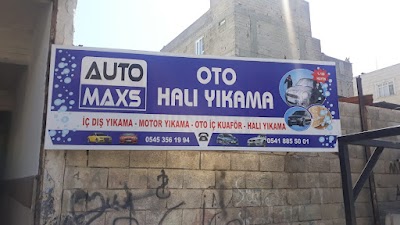 AUTO
MAXS
OTO
HALI YIKAMA
İÇ DIŞ YIKAMA - MOTOR YIKAMA - OTO İÇ KUAFÖR - HALI YIKAMA
0545 356 19 94
0541 885 50 01